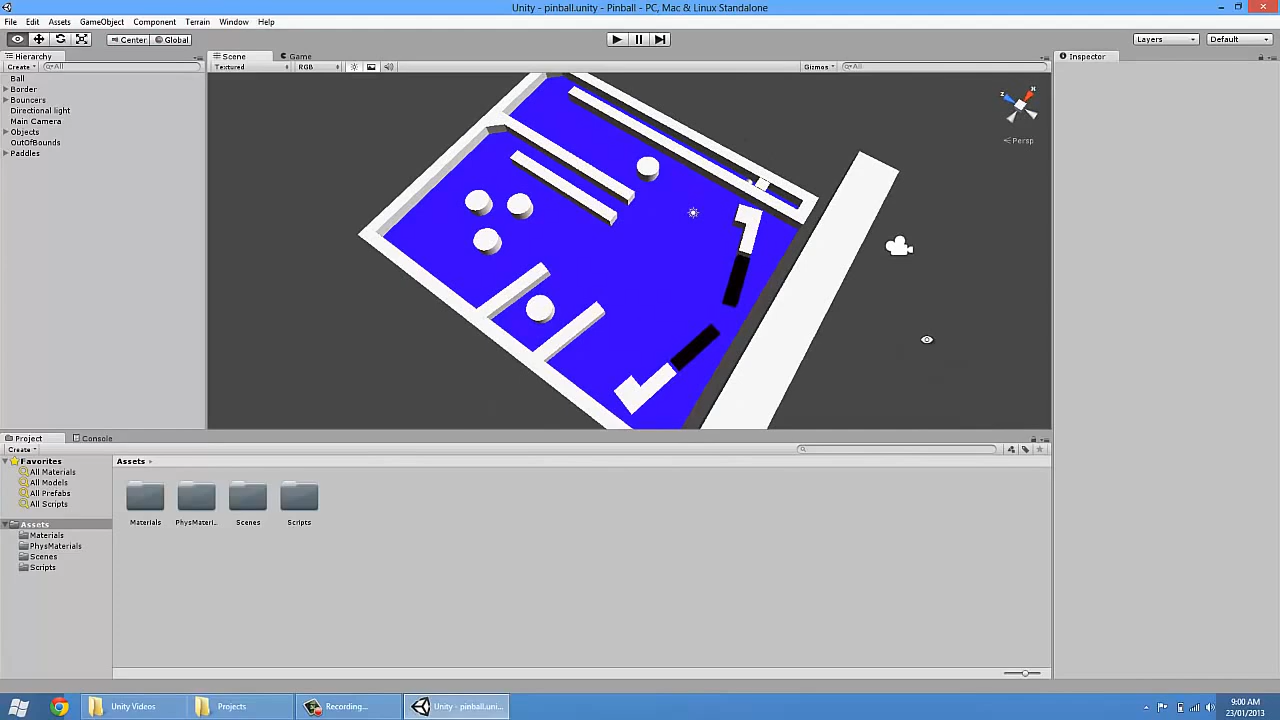 Unity - pinball.unity - PC, Mac & Linux Standalone
File Edit Assets GameObject Component Terrain Window Help
Center Global Layers Default
Hierarchy Scene Game Inspector
Create All Textured RGB Gizmos All
Ball
Border
Bouncers
Directional light
Main Camera
Objects
OutOfBounds
Paddles
z x
Persp
Project Console
Create
Favorites
All Materials
All Models
All Prefabs
All Scripts
Assets
Materials
PhysMaterials
Scenes
Scripts
Assets
Materials PhysMateri... Scenes Scripts
Unity Videos Projects Recording... Unity - pinball.uni...
9:00 AM
23/01/2013